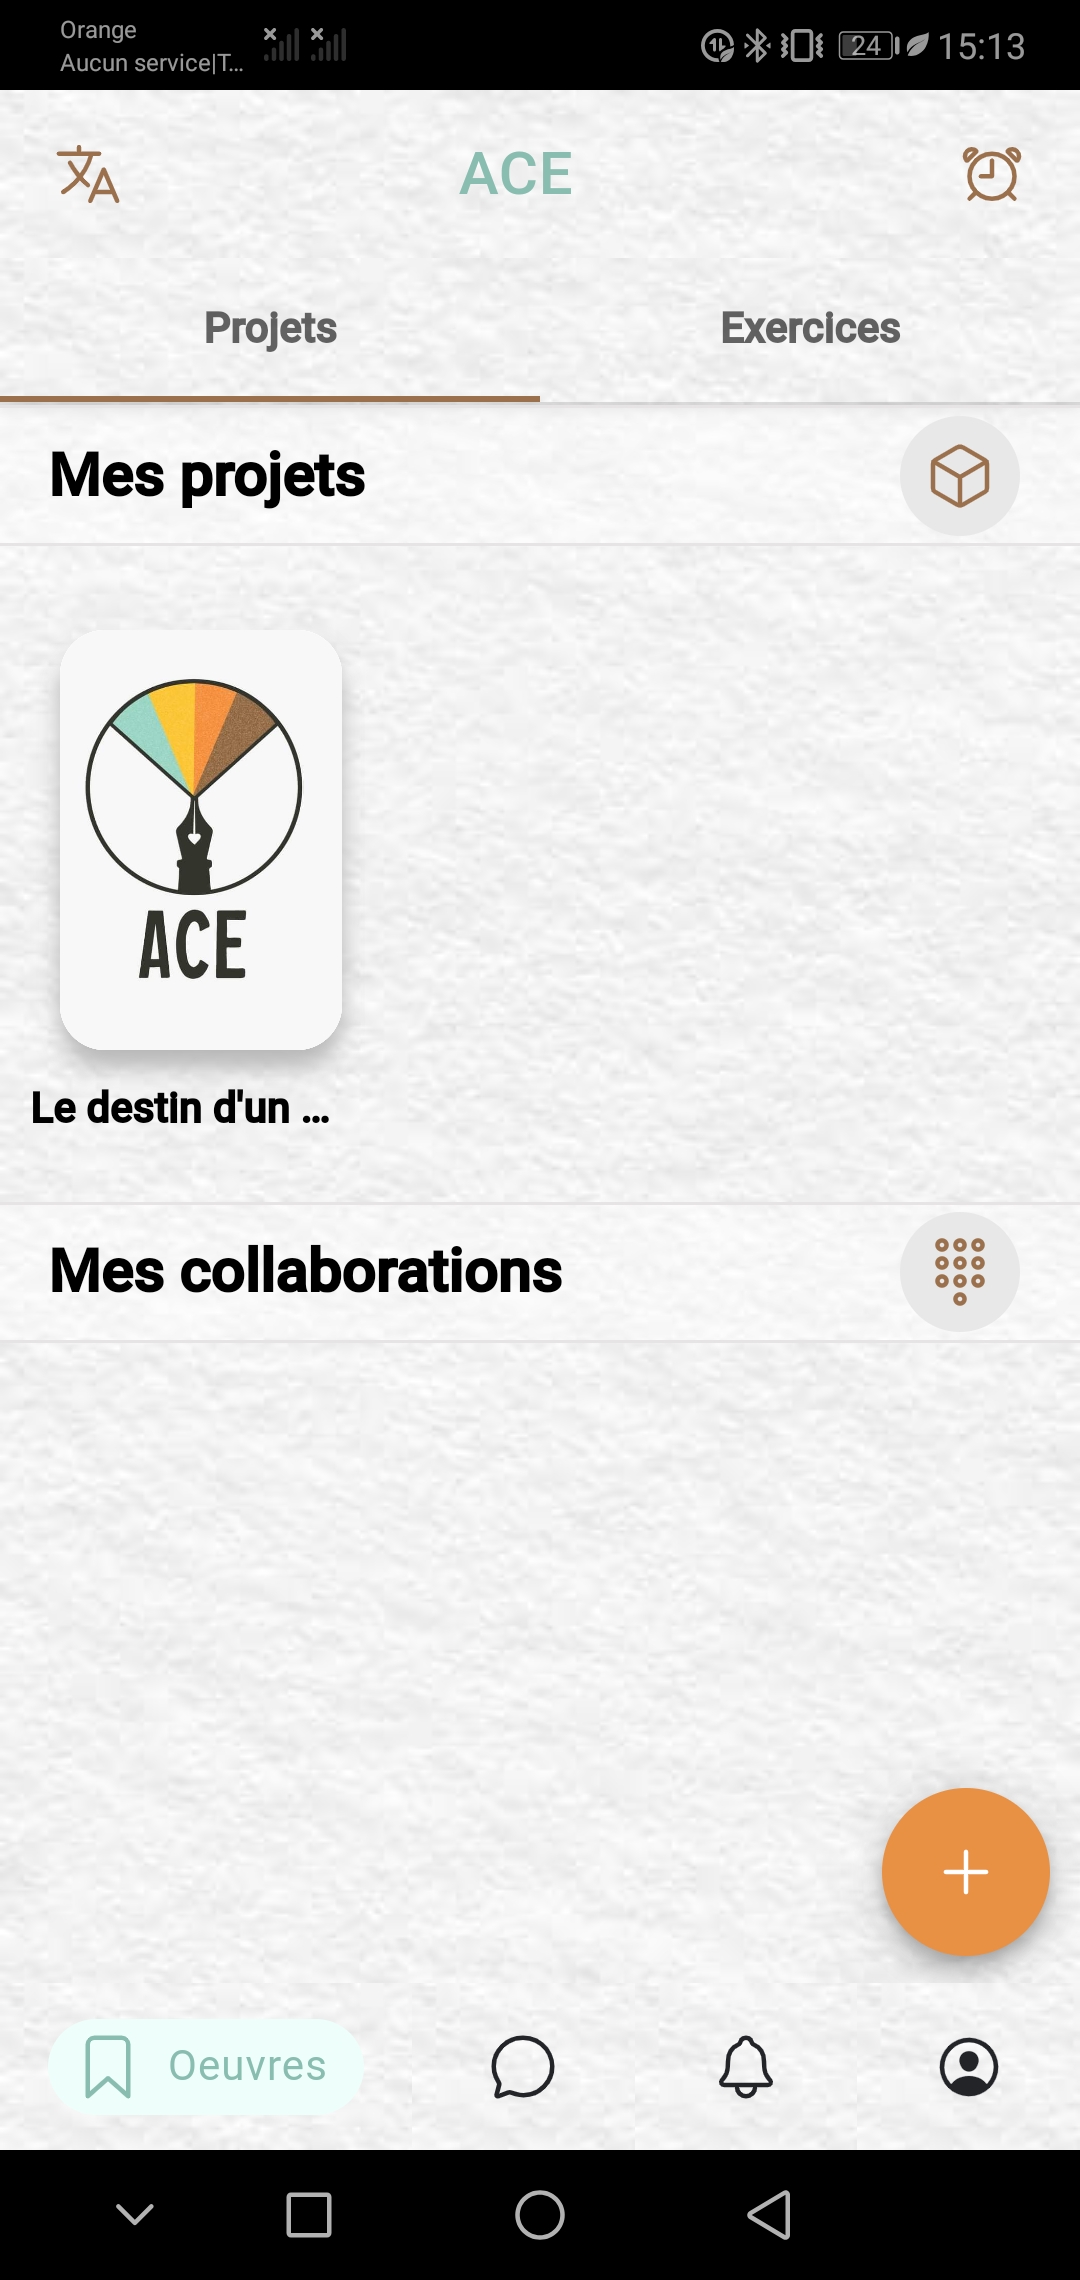 Orange
Aucun service|T...
24
15:13
ACE
Projets
Exercices
Mes projets
ACE
Le destin d'un ...
Mes collaborations
Oeuvres